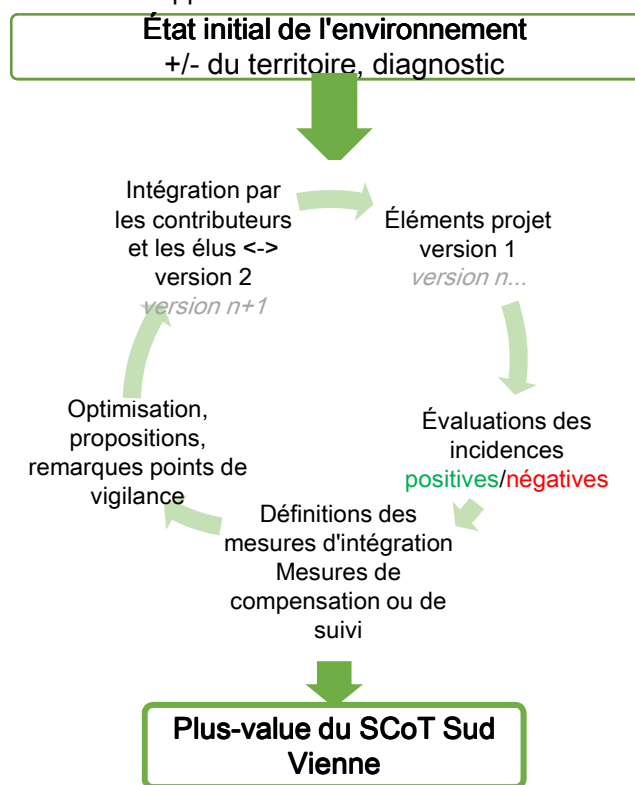 État initial de l'environnement
+/- du territoire, diagnostic
Intégration par
les contributeurs
et les élus <->
version 2
version n+1
Éléments projet
version 1
version n...
Évaluations des
incidences
positives/négatives
Définitions des
mesures d'intégration
Mesures de
compensation ou de
suivi
Optimisation,
propositions,
remarques points de
vigilance
Plus-value du SCoT Sud
Vienne